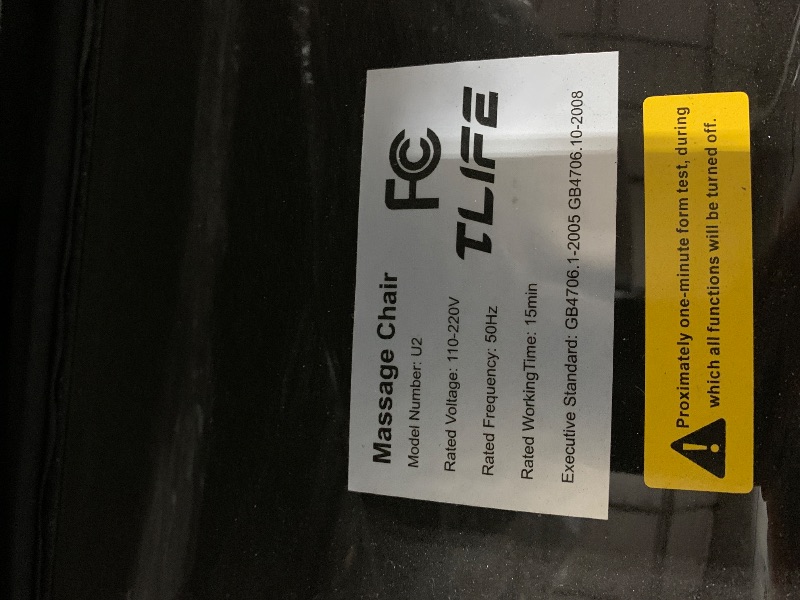 Massage Chair
Model Number: U2
FC
Rated Voltage: 110-220V
TLIFE
Rated Frequency: 50Hz
Rated WorkingTime: 15min
Executive Standard: GB4706.1-2005 GB4706.10-2008
Proximately one-minute form test, during
which all functions will be turned off.